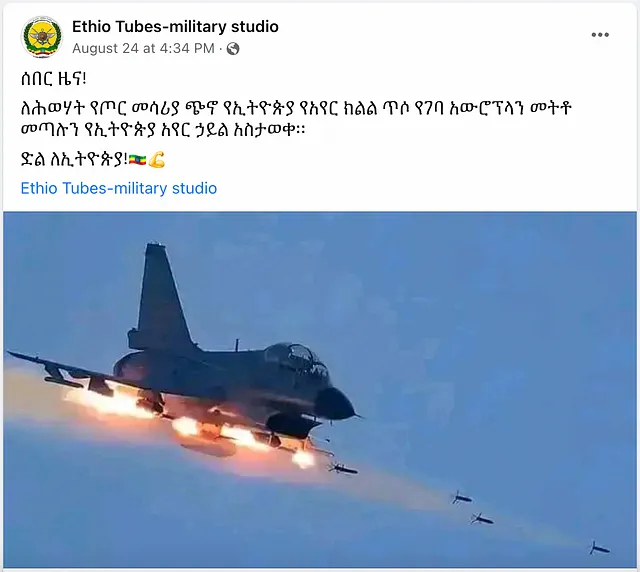 Ethio Tubes-military studio
August 24 at 4:34 PM ·
ሰበር ዜና!
ለሕወሃት የጦር መሳሪያ ጭኖ የኢትዮጵያ የአየር ክልል ጥሶ የገባ አውሮፕላን መትቶ
መጣሉን የኢትዮጵያ አየር ኃይል አስታወቀ፡፡
ድል ለኢትዮጵያ!🇪🇹💪
Ethio Tubes-military studio